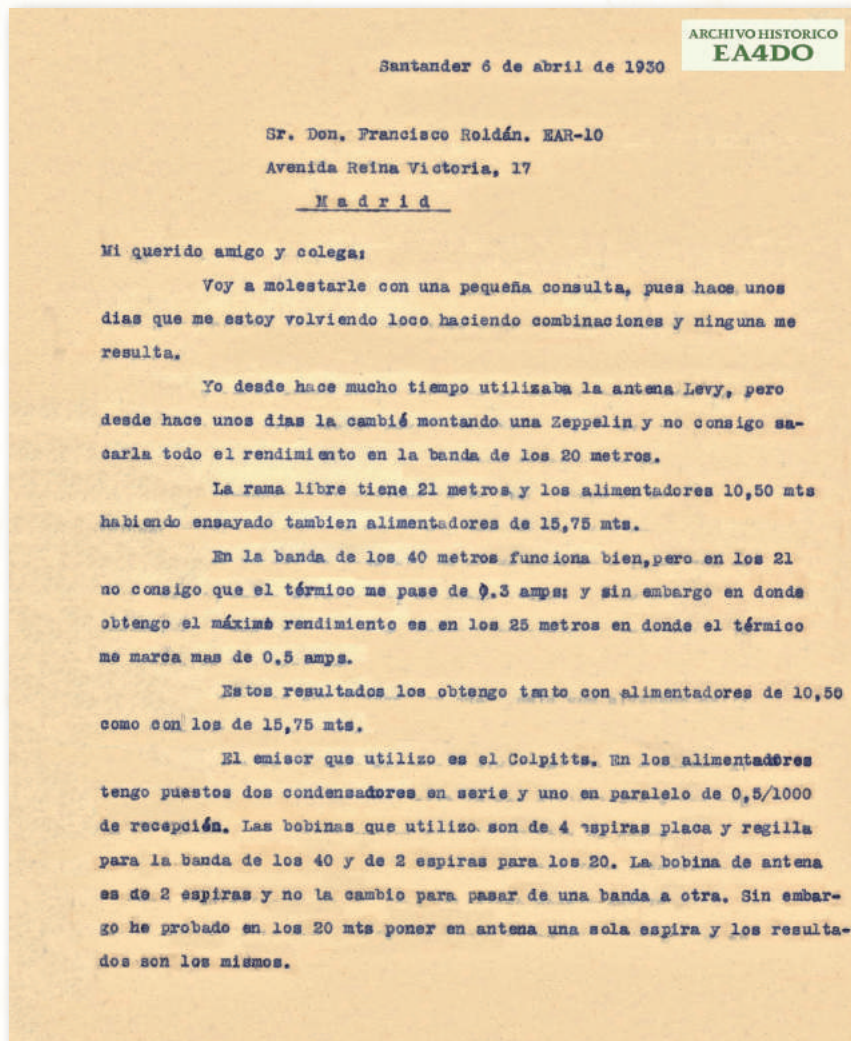 ARCHIVO HISTORICO
EA4DO
Santander 6 de abril de 1930
Sr. Don. Francisco Roldán. EAR-10
Avenida Reina Victoria, 17
Madrid
Mi querido amigo y colega:
Voy a molestarle con una pequeña consulta, pues hace unos
dias que me estoy volviendo loco haciendo combinaciones y ninguna me
resulta.
Yo desde hace mucho tiempo utilizaba la antena Levy, pero
desde hace unos dias la cambié montando una Zeppelin y no consigo sa-
carla todo el rendimiento en la banda de los 20 metros.
La rama libre tiene 21 metros y los alimentadores 10,50 mts
habiendo ensayado tambien alimentadores de 15,75 mts.
En la banda de los 40 metros funciona bien,pero en los 21
no consigo que el térmico me pase de 0.3 amps: y sin embargo en donde
obtengo el máximo rendimiento es en los 25 metros en donde el térmico
me marca mas de 0.5 amps.
Estos resultados los obtengo tanto con alimentadores de 10,50
como con los de 15,75 mts.
El emisor que utilizo es el Colpitts. En los alimentadores
tengo puestos dos condensadores en serie y uno en paralelo de 0,5/1000
de recepción. Las bobinas que utilizo son de 4 espiras placa y regilla
para la banda de los 40 y de 2 espiras para los 20. La bobina de antena
es de 2 espiras y no la cambio para pasar de una banda a otra. Sin embar-
go he probado en los 20 mts poner en antena una sola espira y los resulta-
dos son los mismos.